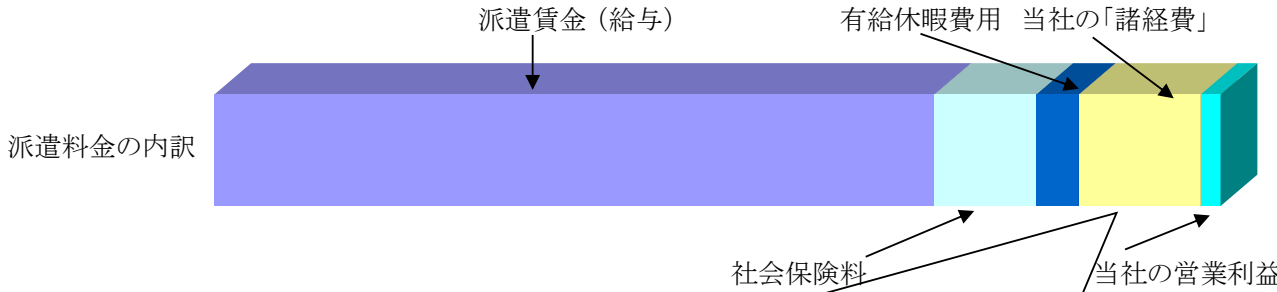 派遣賃金（給与）
有給休暇費用
当社の「諸経費」
派遣料金の内訳
社会保険料
当社の営業利益